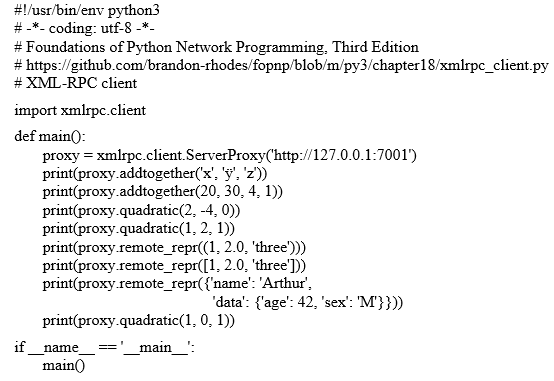 #!/usr/bin/env python3
# -*- coding: utf-8 -*-
# Foundations of Python Network Programming, Third Edition
# https://github.com/brandon-rhodes/fopnp/blob/m/py3/chapter18/xmlrpc_client.py
# XML-RPC client
import xmlrpc.client
def main():
proxy = xmlrpc.client.ServerProxy('http://127.0.0.1:7001')
print(proxy.addtogether('x', 'ÿ', 'z'))
print(proxy.addtogether(20, 30, 4, 1))
print(proxy.quadratic(2, -4, 0))
print(proxy.quadratic(1, 2, 1))
print(proxy.remote_repr((1, 2.0, 'three')))
print(proxy.remote_repr([1, 2.0, 'three']))
print(proxy.remote_repr({'name': 'Arthur',
'data': {'age': 42, 'sex': 'M'}}))
print(proxy.quadratic(1, 0, 1))
if __name__ == '__main__':
main()